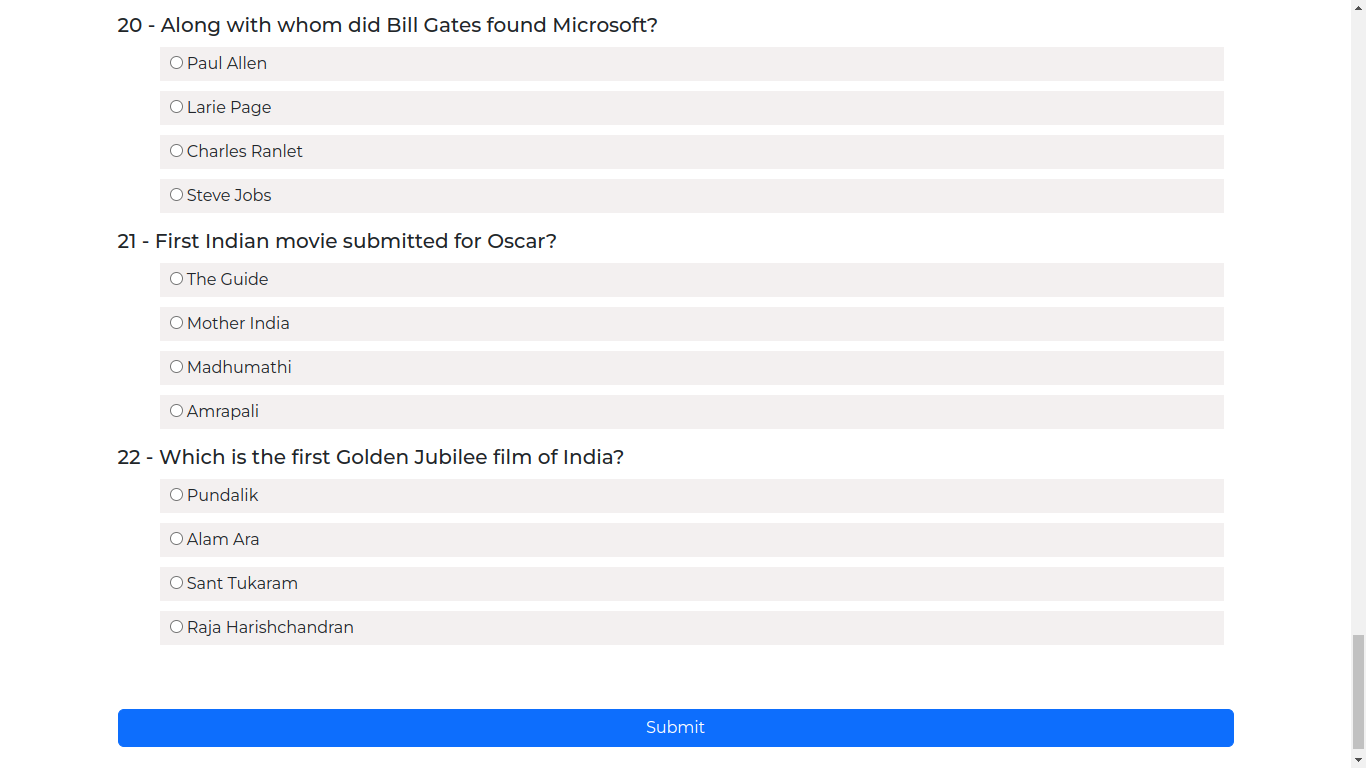 20 - Along with whom did Bill Gates found Microsoft?
Paul Allen
Larie Page
Charles Ranlet
Steve Jobs
21 - First Indian movie submitted for Oscar?
The Guide
Mother India
Madhumathi
Amrapali
22 - Which is the first Golden Jubilee film of India?
Pundalik
Alam Ara
Sant Tukaram
Raja Harishchandran
Submit